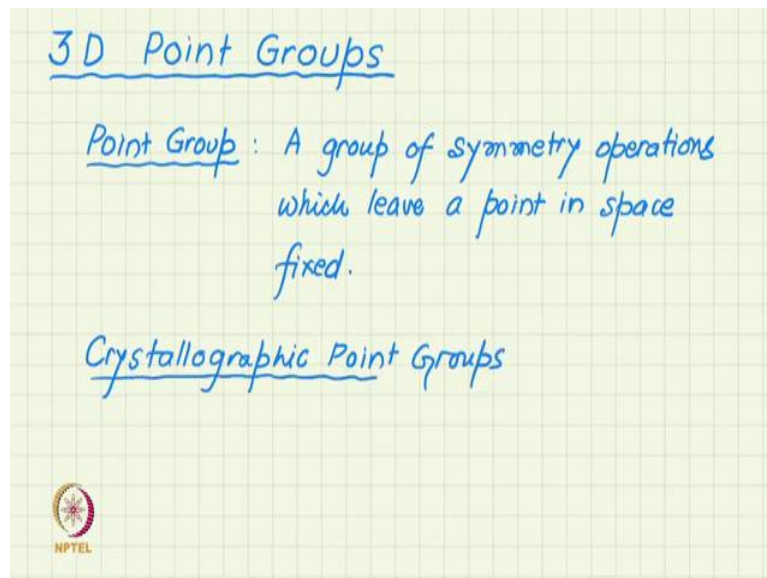 3D Point Groups
Point Group : A group of symmetry operations
which leave a point in space
fixed.
Crystallographic Point Groups
NPTEL